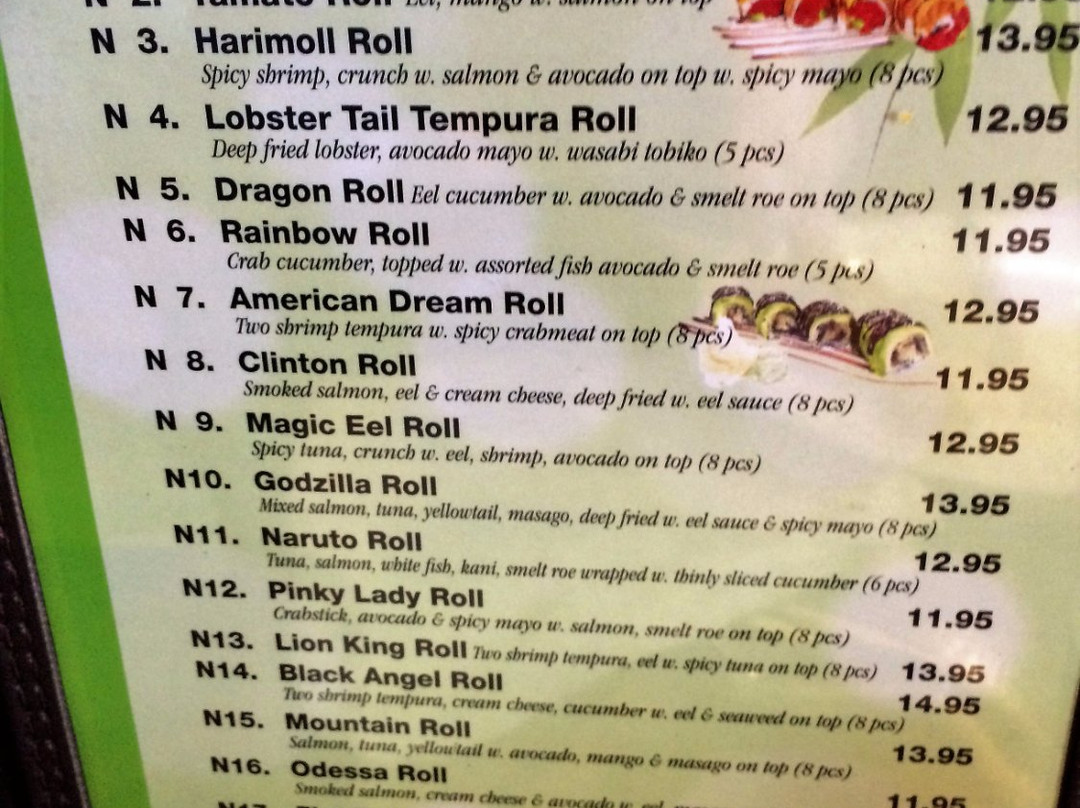 N 2. Tamato Roll Eel, mango w. salmon on top
N 3. Harimoll Roll 13.95
Spicy shrimp, crunch w. salmon & avocado on top w. spicy mayo (8 pcs)
N 4. Lobster Tail Tempura Roll 12.95
Deep fried lobster, avocado mayo w. wasabi tobiko (5 pcs)
N 5. Dragon Roll Eel cucumber w. avocado & smelt roe on top (8 pcs) 11.95
N 6. Rainbow Roll 11.95
Crab cucumber, topped w. assorted fish avocado & smelt roe (5 pcs)
N 7. American Dream Roll 12.95
Two shrimp tempura w. spicy crabmeat on top (8 pcs)
N 8. Clinton Roll 11.95
Smoked salmon, eel & cream cheese, deep fried w. eel sauce (8 pcs)
N 9. Magic Eel Roll 12.95
Spicy tuna, crunch w. eel, shrimp, avocado on top (8 pcs)
N10. Godzilla Roll 13.95
Mixed salmon, tuna, yellowtail, masago, deep fried w. eel sauce & spicy mayo (8 pcs)
N11. Naruto Roll 12.95
Tuna, salmon, white fish, kani, smelt roe wrapped w. thinly sliced cucumber (6 pcs)
N12. Pinky Lady Roll 11.95
Crabstick, avocado & spicy mayo w. salmon, smelt roe on top (8 pcs)
N13. Lion King Roll Two shrimp tempura, eel w. spicy tuna on top (8 pcs) 13.95
N14. Black Angel Roll 14.95
Two shrimp tempura, cream cheese, cucumber w. eel & seaweed on top (8 pcs)
N15. Mountain Roll 13.95
Salmon, tuna, yellowtail w. avocado, mango & masago on top (8 pcs)
N16. Odessa Roll 11.95
Smoked salmon, cream cheese & avocado w. eel,
N17.